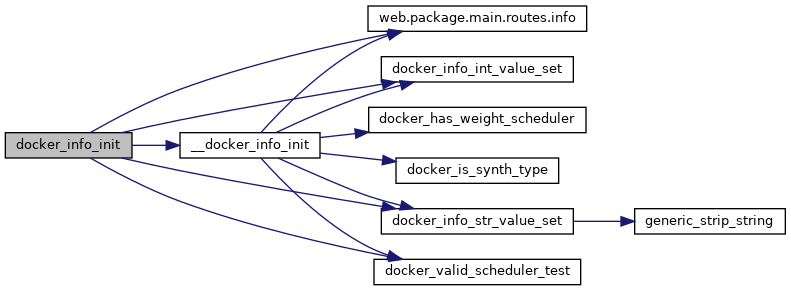 web.package.main.routes.info
docker_info_int_value_set
docker_has_weight_scheduler
docker_info_init
__docker_info_init
docker_is_synth_type
docker_info_str_value_set
generic_strip_string
docker_valid_scheduler_test